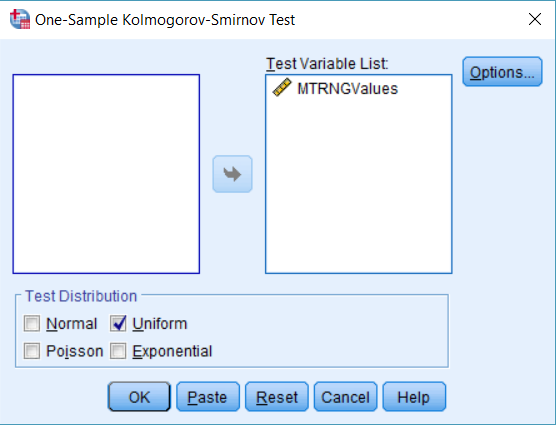 One-Sample Kolmogorov-Smirnov Test
Test Variable List:
MTRNGValues
Options...
Test Distribution
Normal Uniform
Poisson Exponential
OK Paste Reset Cancel Help